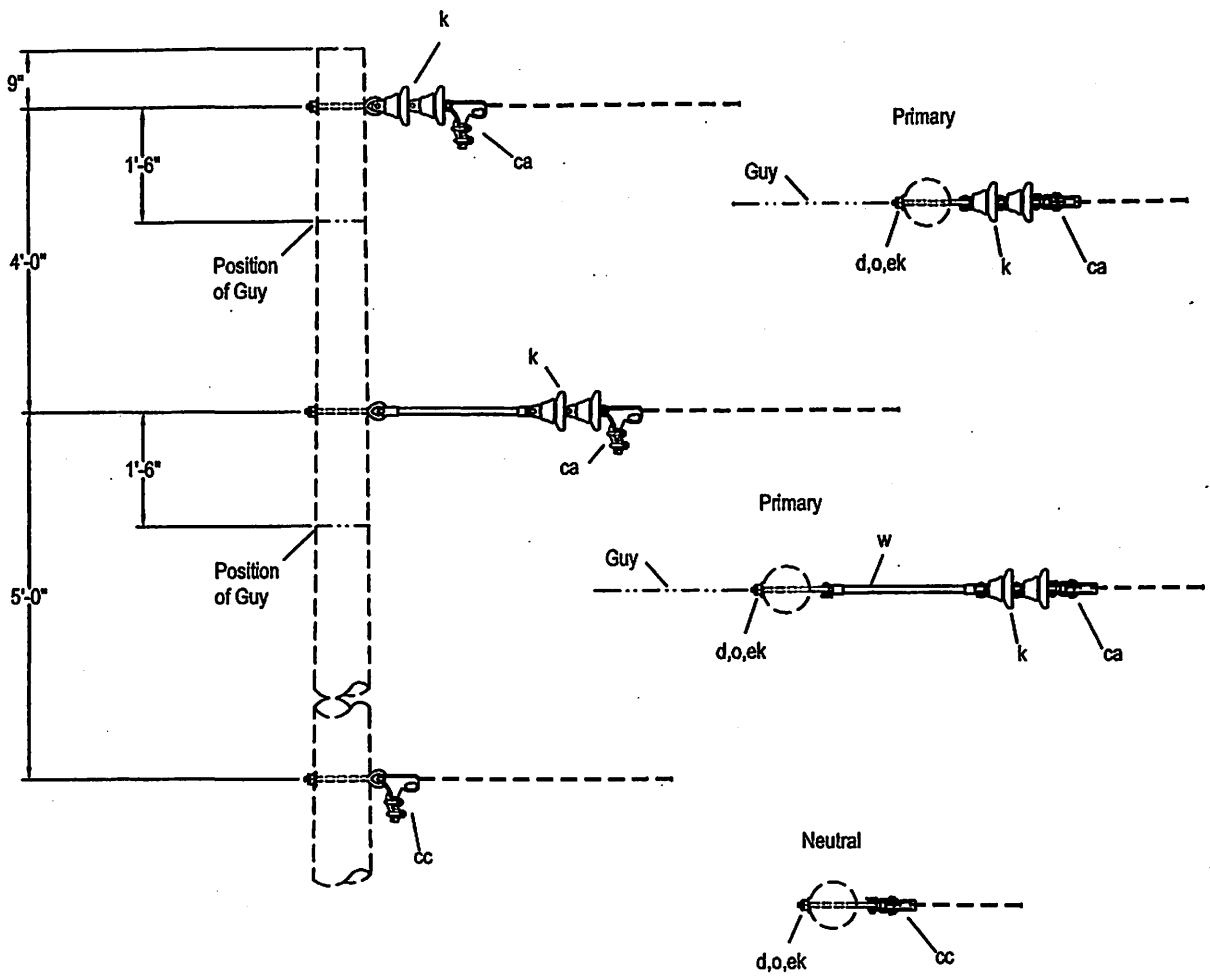 k
9"
Primary
1'-6"
ca
Guy
4'-0"
Position
of Guy
d,o,ek
k
ca
k
1'-6"
ca
Primary
w
Guy
Position
of Guy
5'-0"
d,o,ek
k
ca
cc
Neutral
d,o,ek
cc